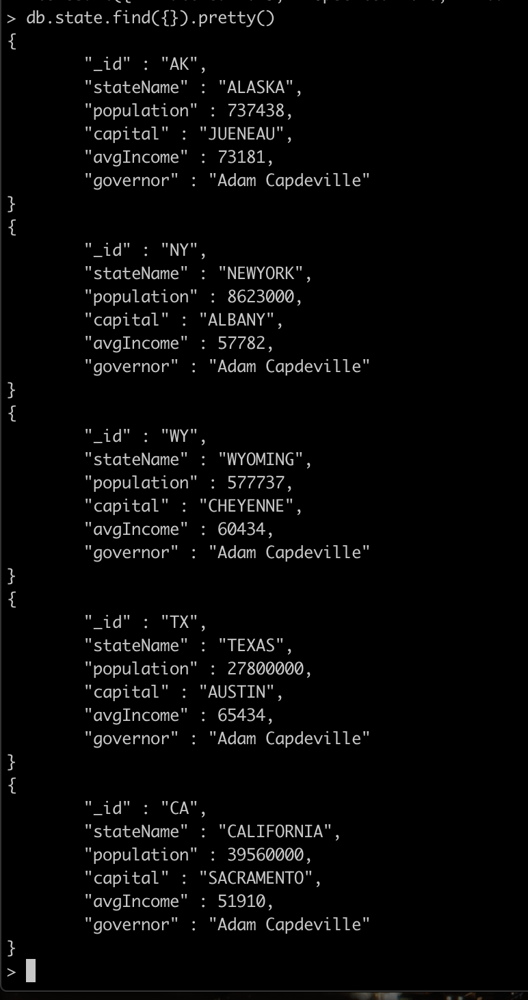 > db.state.find({}).pretty()
{
"_id" : "AK",
"stateName" : "ALASKA",
"population" : 737438,
"capital" : "JUENEAU",
"avgIncome" : 73181,
"governor" : "Adam Capdeville"
}
{
"_id" : "NY",
"stateName" : "NEWYORK",
"population" : 8623000,
"capital" : "ALBANY",
"avgIncome" : 57782,
"governor" : "Adam Capdeville"
}
{
"_id" : "WY",
"stateName" : "WYOMING",
"population" : 577737,
"capital" : "CHEYENNE",
"avgIncome" : 60434,
"governor" : "Adam Capdeville"
}
{
"_id" : "TX",
"stateName" : "TEXAS",
"population" : 27800000,
"capital" : "AUSTIN",
"avgIncome" : 65434,
"governor" : "Adam Capdeville"
}
{
"_id" : "CA",
"stateName" : "CALIFORNIA",
"population" : 39560000,
"capital" : "SACRAMENTO",
"avgIncome" : 51910,
"governor" : "Adam Capdeville"
}
>